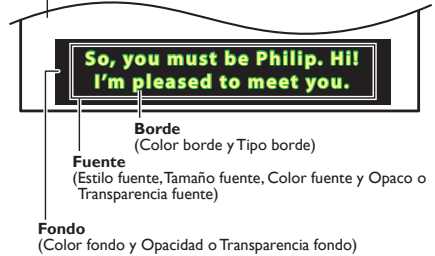 So, you must be Philip. Hi!
I'm pleased to meet you.
Borde
(Color borde y Tipo borde)
Fuente
(Estilo fuente, Tamaño fuente, Color fuente y Opaco o
Transparencia fuente)
Fondo
(Color fondo y Opacidad o Transparencia fondo)